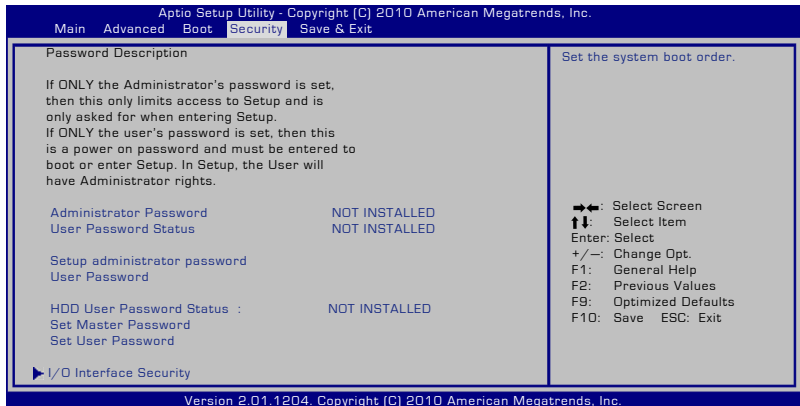 Aptio Setup Utility - Copyright (C) 2010 American Megatrends, Inc.
Main Advanced Boot Security Save & Exit
Password Description
If ONLY the Administrator's password is set,
then this only limits access to Setup and is
only asked for when entering Setup.
If ONLY the user's password is set, then this
is a power on password and must be entered to
boot or enter Setup. In Setup, the User will
have Administrator rights.
Administrator Password NOT INSTALLED
User Password Status NOT INSTALLED
Setup administrator password
User Password
HDD User Password Status : NOT INSTALLED
Set Master Password
Set User Password
I/O Interface Security
Set the system boot order.
→←: Select Screen
↑↓: Select Item
Enter: Select
+/—: Change Opt.
F1: General Help
F2: Previous Values
F9: Optimized Defaults
F10: Save ESC: Exit
Version 2.01.1204. Copyright (C) 2010 American Megatrends, Inc.